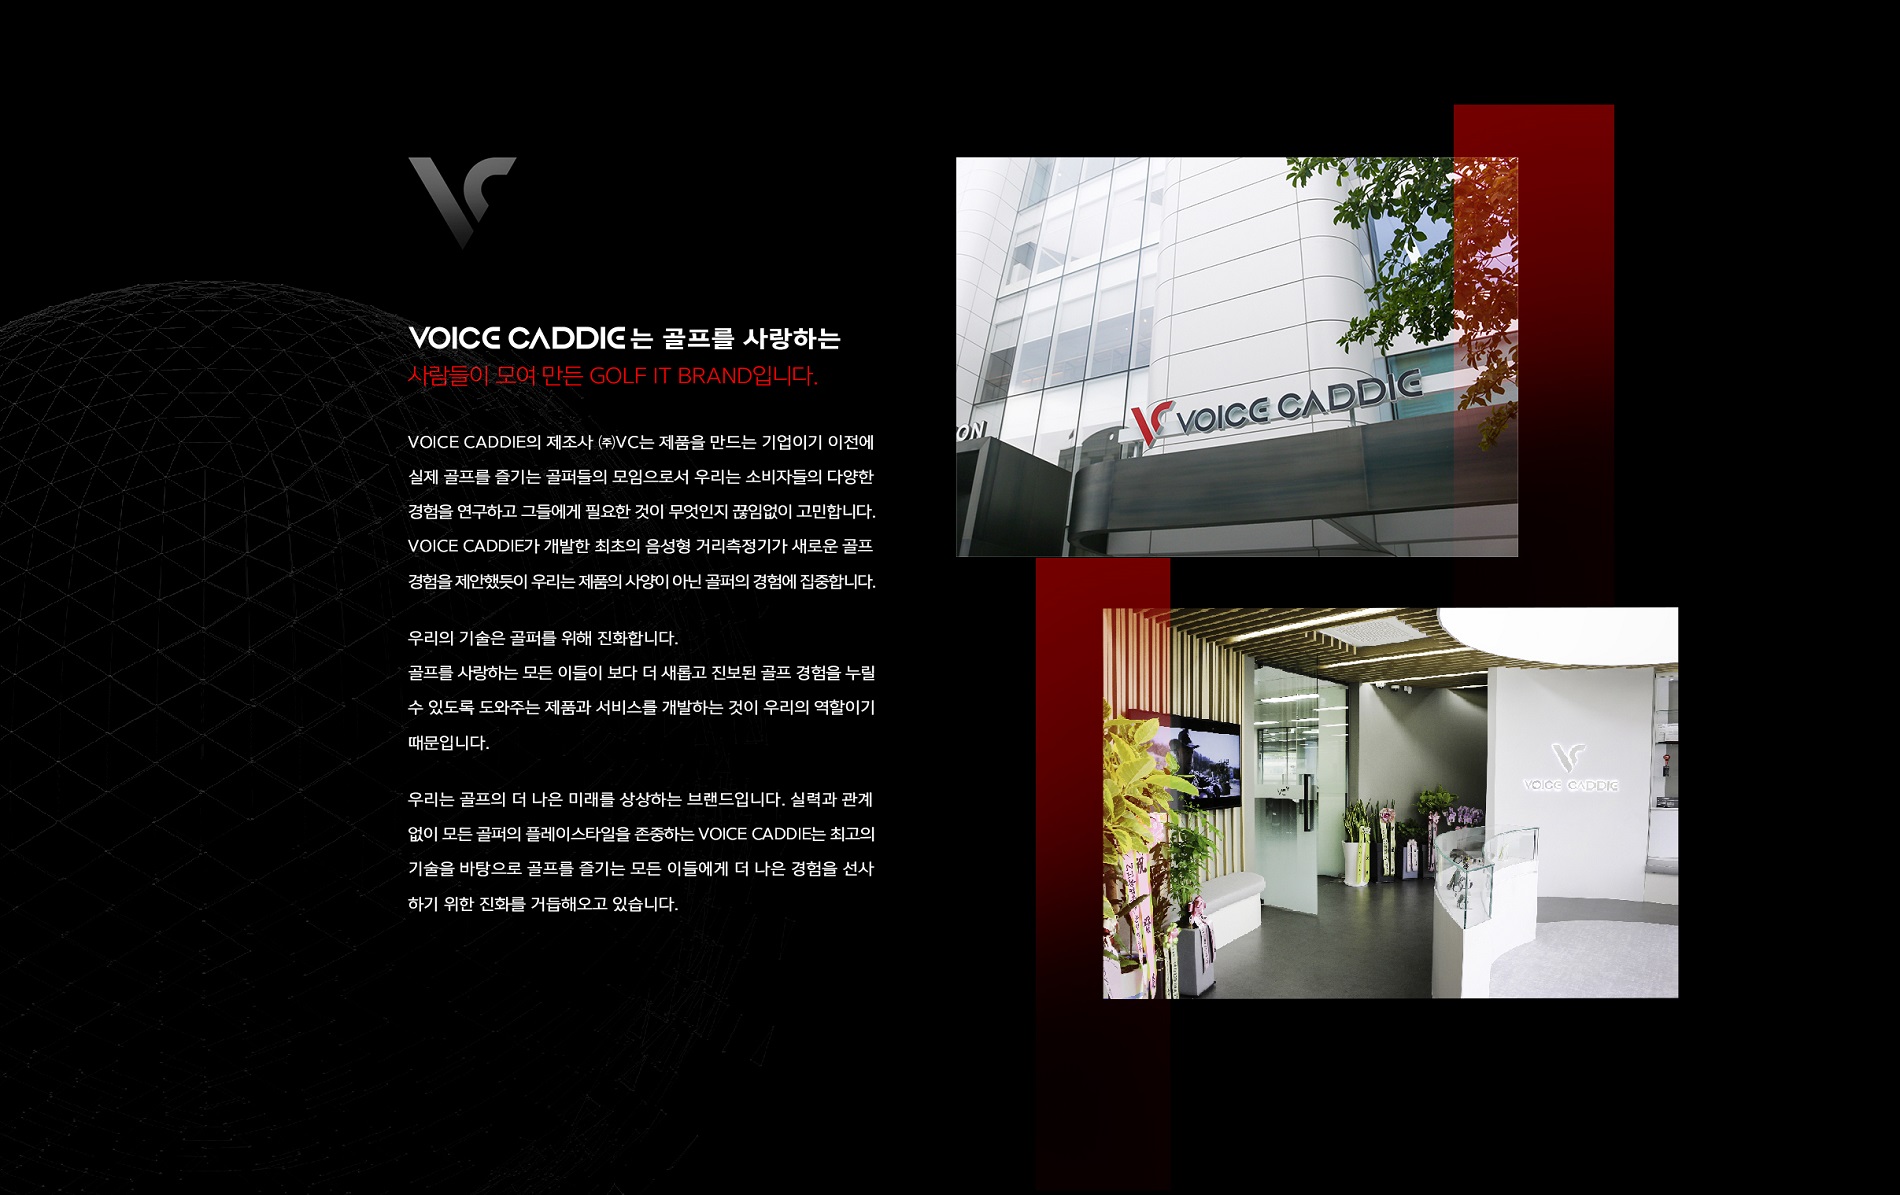 VOICE CADDIE는 골프를 사랑하는
사람들이 모여 만든 GOLF IT BRAND입니다.
VOICE CADDIE의 제조사 ㈜VC는 제품을 만드는 기업이기 이전에
실제 골프를 즐기는 골퍼들의 모임으로서 우리는 소비자들의 다양한
경험을 연구하고 그들에게 필요한 것이 무엇인지 끊임없이 고민합니다.
VOICE CADDIE가 개발한 최초의 음성형 거리측정기가 새로운 골프
경험을 제안했듯이 우리는 제품의 사양이 아닌 골퍼의 경험에 집중합니다.
우리의 기술은 골퍼를 위해 진화합니다.
골프를 사랑하는 모든 이들이 보다 더 새롭고 진보된 골프 경험을 누릴
수 있도록 도와주는 제품과 서비스를 개발하는 것이 우리의 역할이기
때문입니다.
우리는 골프의 더 나은 미래를 상상하는 브랜드입니다. 실력과 관계
없이 모든 골퍼의 플레이스타일을 존중하는 VOICE CADDIE는 최고의
기술을 바탕으로 골프를 즐기는 모든 이들에게 더 나은 경험을 선사
하기 위한 진화를 거듭해오고 있습니다.
VOICE CADDIE
ON
VOICE CADDIE